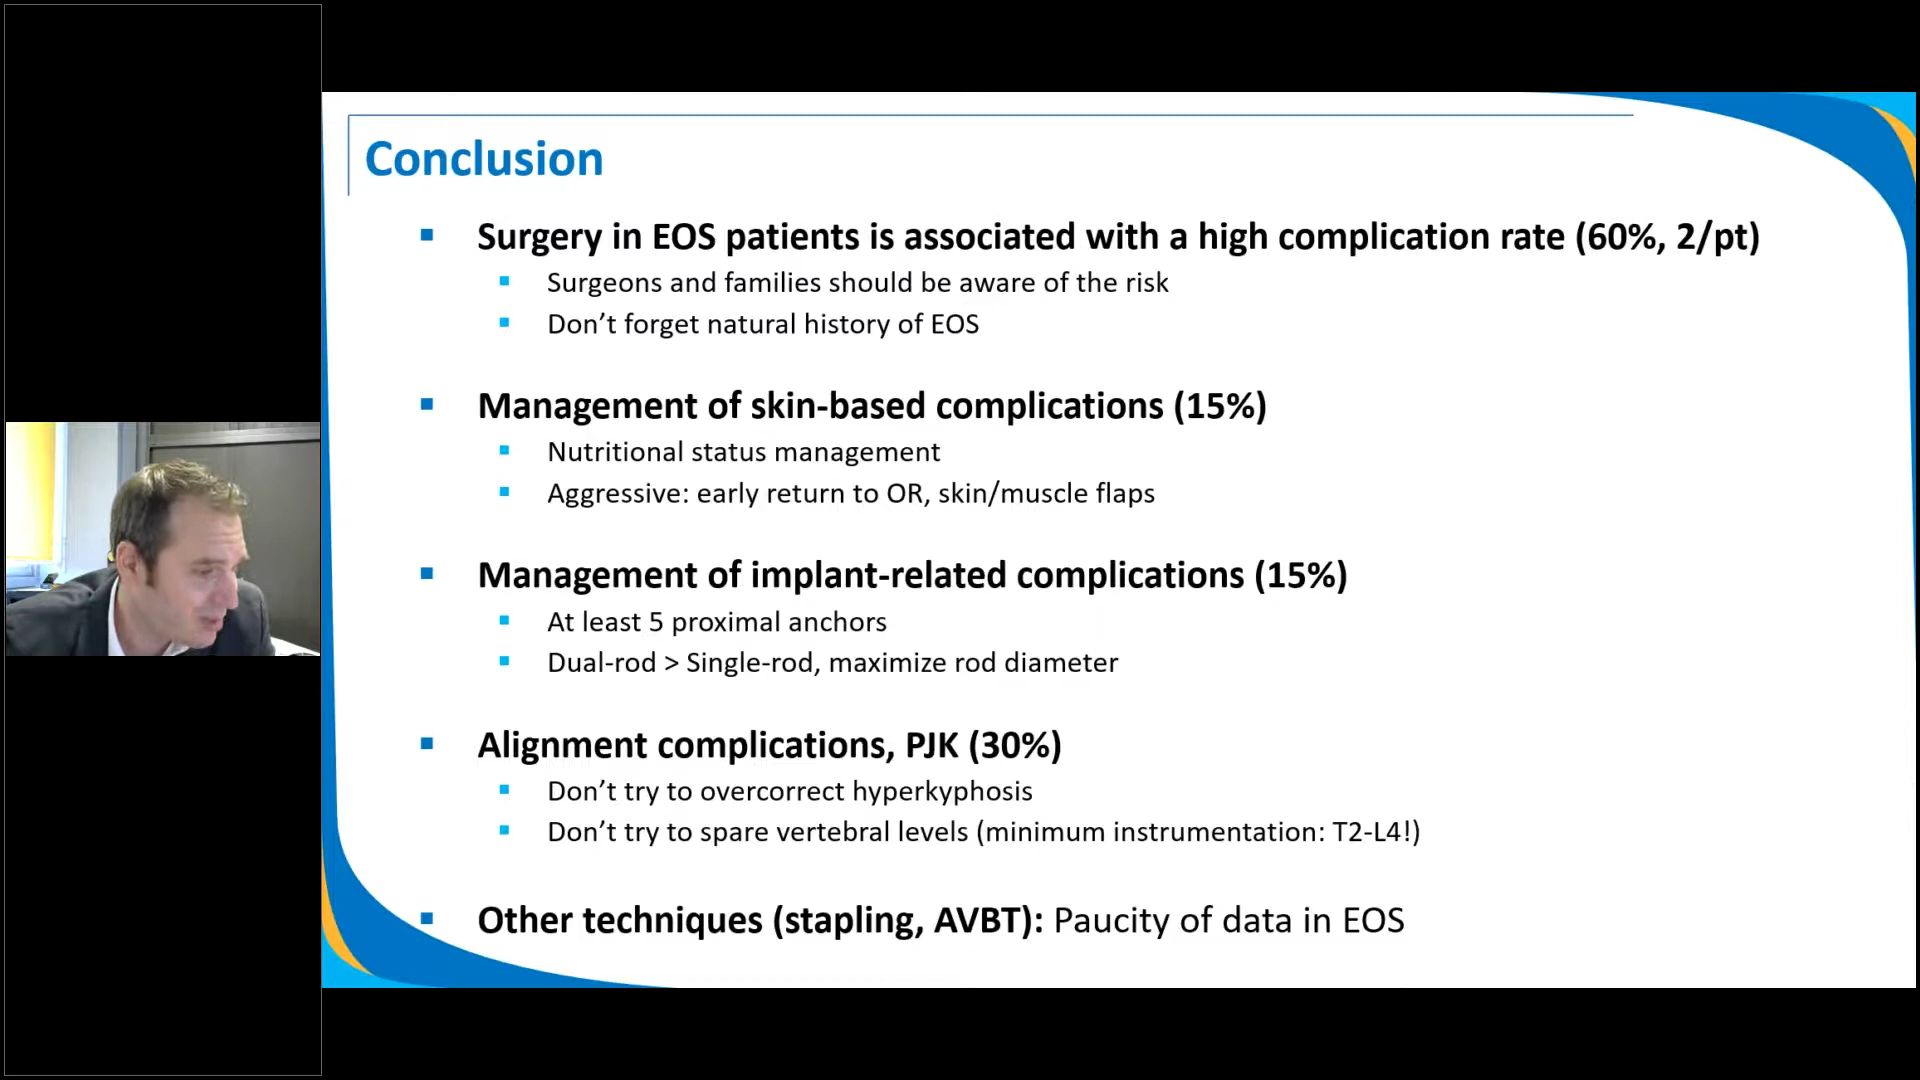 Conclusion
Surgery in EOS patients is associated with a high complication rate (60%, 2/pt)
Surgeons and families should be aware of the risk
Don’t forget natural history of EOS
Management of skin-based complications (15%)
Nutritional status management
Aggressive: early return to OR, skin/muscle flaps
Management of implant-related complications (15%)
At least 5 proximal anchors
Dual-rod > Single-rod, maximize rod diameter
Alignment complications, PJK (30%)
Don’t try to overcorrect hyperkyphosis
Don’t try to spare vertebral levels (minimum instrumentation: T2-L4!)
Other techniques (stapling, AVBT): Paucity of data in EOS